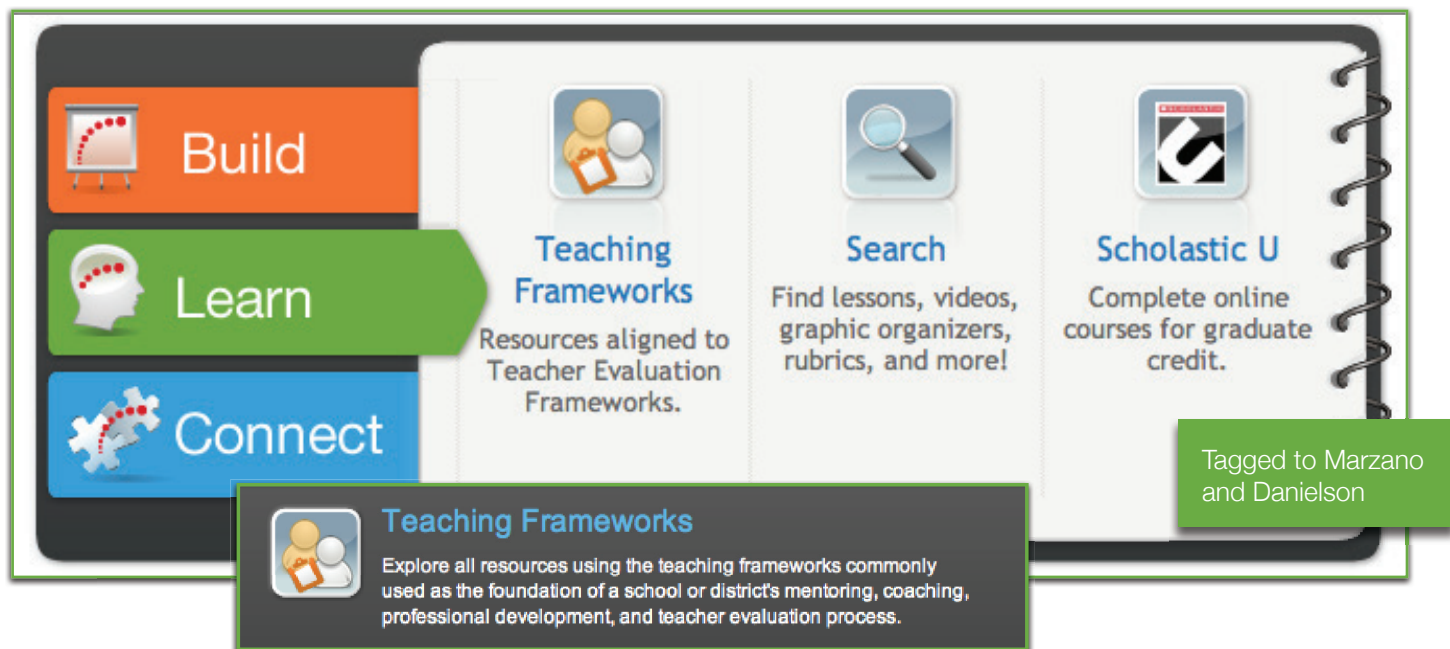 Build
Learn
Connect
Teaching
Frameworks
Resources aligned to
Teacher Evaluation
Frameworks.
Search
Find lessons, videos,
graphic organizers,
rubrics, and more!
SCHOLASTIC
U
Scholastic U
Complete online
courses for graduate
credit.
Tagged to Marzano
and Danielson
Teaching Frameworks
Explore all resources using the teaching frameworks commonly
used as the foundation of a school or district's mentoring, coaching,
professional development, and teacher evaluation process.